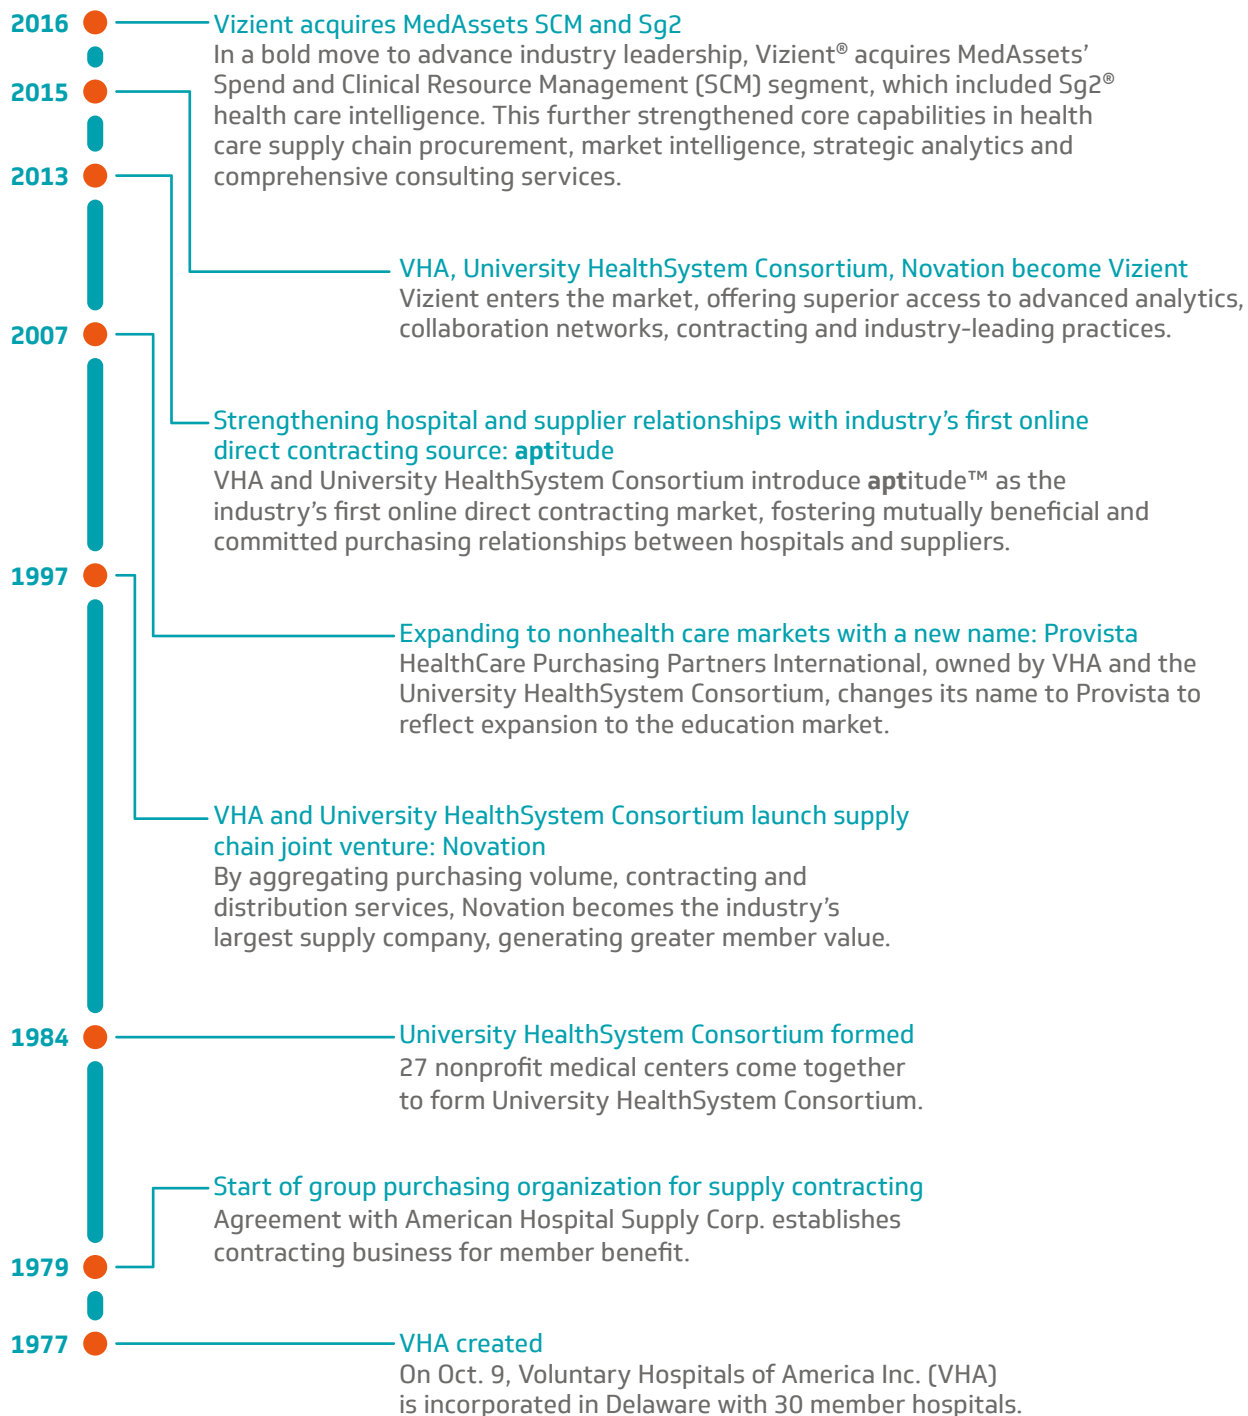 2016
Vizient acquires MedAssets SCM and Sg2
In a bold move to advance industry leadership, Vizient® acquires MedAssets’
Spend and Clinical Resource Management (SCM) segment, which included Sg2®
health care intelligence. This further strengthened core capabilities in health
care supply chain procurement, market intelligence, strategic analytics and
comprehensive consulting services.
2015
VHA, University HealthSystem Consortium, Novation become Vizient
Vizient enters the market, offering superior access to advanced analytics,
collaboration networks, contracting and industry-leading practices.
2013
Strengthening hospital and supplier relationships with industry’s first online
direct contracting source: aptitude
VHA and University HealthSystem Consortium introduce aptitude™ as the
industry’s first online direct contracting market, fostering mutually beneficial and
committed purchasing relationships between hospitals and suppliers.
2007
Expanding to nonhealth care markets with a new name: Provista
HealthCare Purchasing Partners International, owned by VHA and the
University HealthSystem Consortium, changes its name to Provista to
reflect expansion to the education market.
1997
VHA and University HealthSystem Consortium launch supply
chain joint venture: Novation
By aggregating purchasing volume, contracting and
distribution services, Novation becomes the industry’s
largest supply company, generating greater member value.
1984
University HealthSystem Consortium formed
27 nonprofit medical centers come together
to form University HealthSystem Consortium.
1979
Start of group purchasing organization for supply contracting
Agreement with American Hospital Supply Corp. establishes
contracting business for member benefit.
1977
VHA created
On Oct. 9, Voluntary Hospitals of America Inc. (VHA)
is incorporated in Delaware with 30 member hospitals.